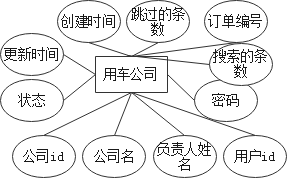 创建时间
跳过的条
数
订单编号
更新时间
用车公司
搜索的条
数
状态
密码
公司id
公司名
负责人姓
名
用户id